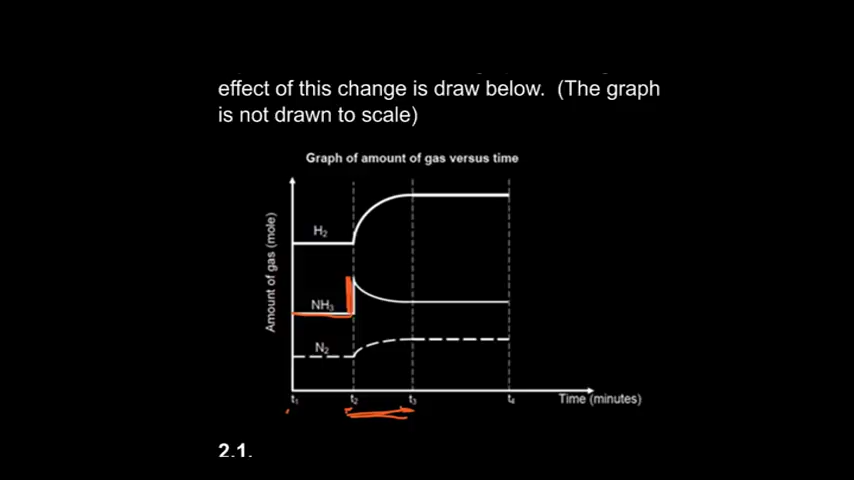 effect of this change is draw below. (The graph
is not drawn to scale)
Graph of amount of gas versus time
Amount of gas (mole)
H₂
NH₃
N₂
t₁ t₂ t₃ t₄ Time (minutes)
2.1.